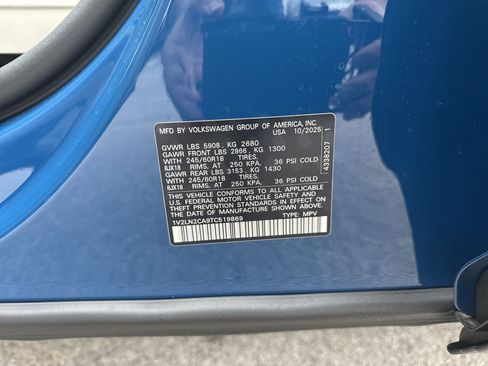 MFD BY VOLKSWAGEN GROUP OF AMERICA, INC.
USA 10/2025
GVWR LBS 5908, KG 2680
GAWR FRONT LBS 2866, KG 1300
WITH 245/60R18 TIRES,
8JX18 RIMS, AT 250 KPA, 36 PSI COLD
GAWR REAR LBS 3153, KG 1430
WITH 245/60R18 TIRES,
8JX18 RIMS, AT 250 KPA, 36 PSI COLD
THIS VEHICLE CONFORMS TO ALL APPLICABLE
U.S. FEDERAL MOTOR VEHICLE SAFETY AND
THEFT PREVENTION STANDARDS IN EFFECT ON THE
DATE OF MANUFACTURE SHOWN ABOVE.
1V2LN2CA9TC519869 TYPE: MPV
4338207 1